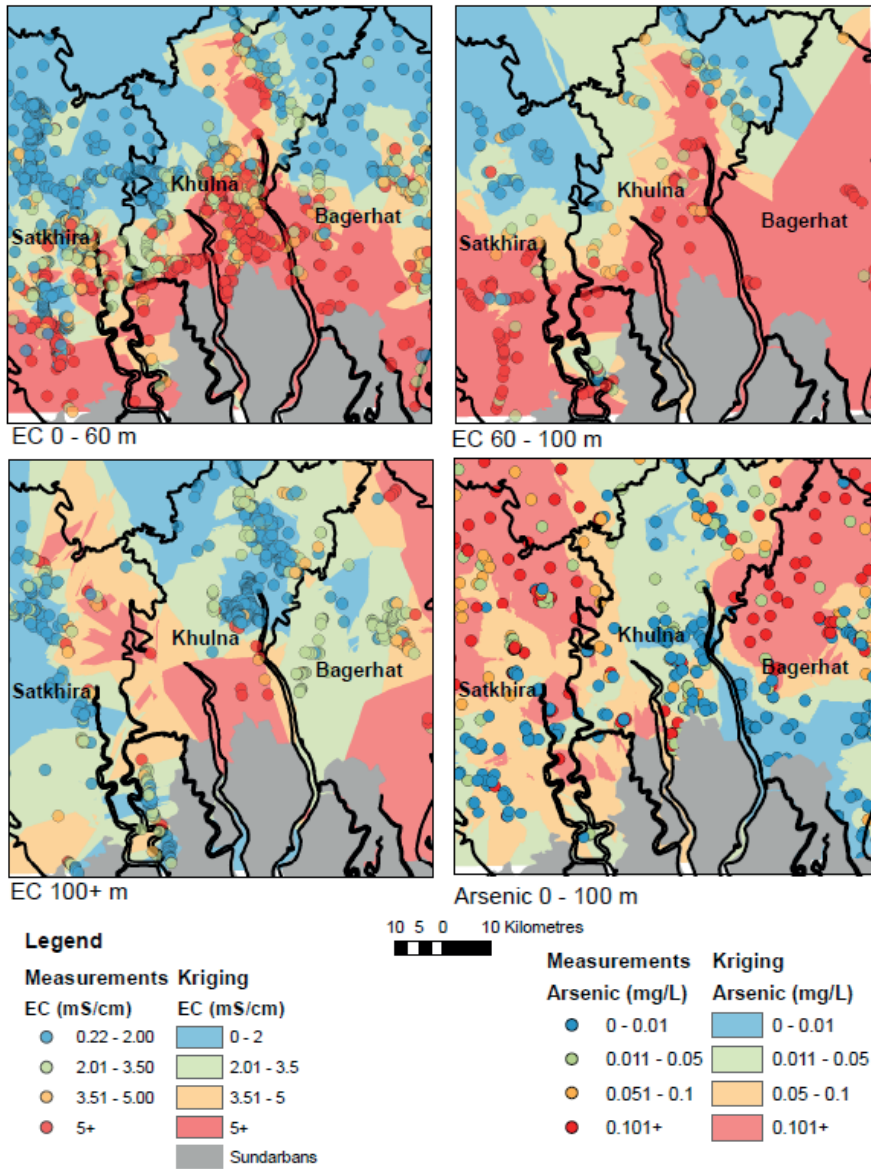 Khulna
Satkhira
Bagerhat
EC 0 - 60 m
Khulna
Satkhira
Bagerhat
EC 60 - 100 m
Khulna
Satkhira
Bagerhat
EC 100+ m
Khulna
Satkhira
Bagerhat
Arsenic 0 - 100 m
10 5 0 10 Kilometres
Legend
Measurements Kriging
EC (mS/cm) EC (mS/cm)
0.22 - 2.00 0 - 2
2.01 - 3.50 2.01 - 3.5
3.51 - 5.00 3.51 - 5
5+ 5+
Sundarbans
Measurements Kriging
Arsenic (mg/L) Arsenic (mg/L)
0 - 0.01 0 - 0.01
0.011 - 0.05 0.011 - 0.05
0.051 - 0.1 0.05 - 0.1
0.101+ 0.101+